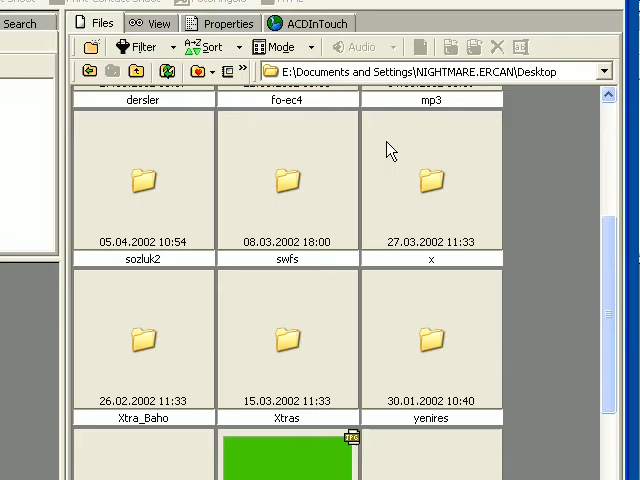 Search Files View Properties ACDInTouch
Filter A-Z Sort Mode Audio ab
E:\Documents and Settings\NIGHTMARE.ERCAN\Desktop
dersler fo-ec4 mp3
05.04.2002 10:54 08.03.2002 18:00 27.03.2002 11:33
sozluk2 swfs x
26.02.2002 11:33 15.03.2002 11:33 30.01.2002 10:40
Xtra_Baho Xtras yenires
JPG